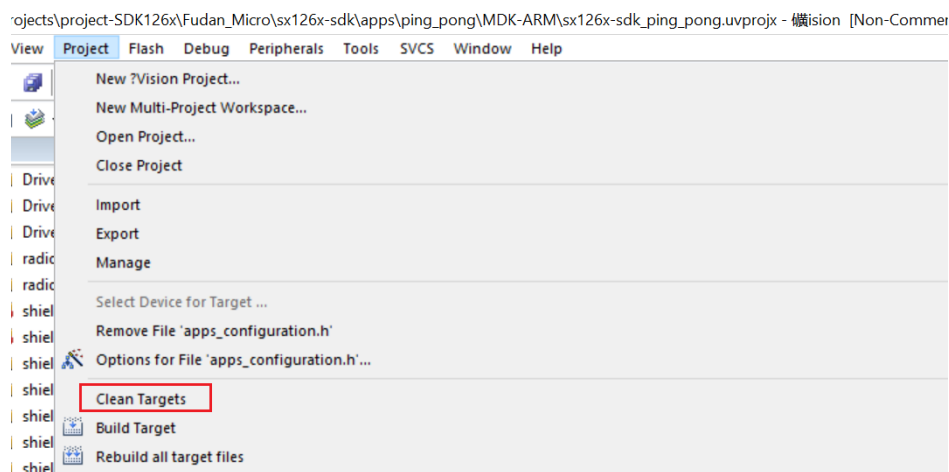 rojects\project-SDK126x\Fudan_Micro\sx126x-sdk\apps\ping_pong\MDK-ARM\sx126x-sdk_ping_pong.uvprojx - 礦ision [Non-Commer
View Project Flash Debug Peripherals Tools SVCS Window Help
New ?Vision Project...
New Multi-Project Workspace...
Open Project...
Close Project
Drive
Import
Drive
Drive
Export
radio
Manage
radio
Select Device for Target ...
shiel
Remove File 'apps_configuration.h'
shiel
Options for File 'apps_configuration.h'...
shiel
shiel
Clean Targets
shiel
Build Target
shiel
Rebuild all target files
shiel